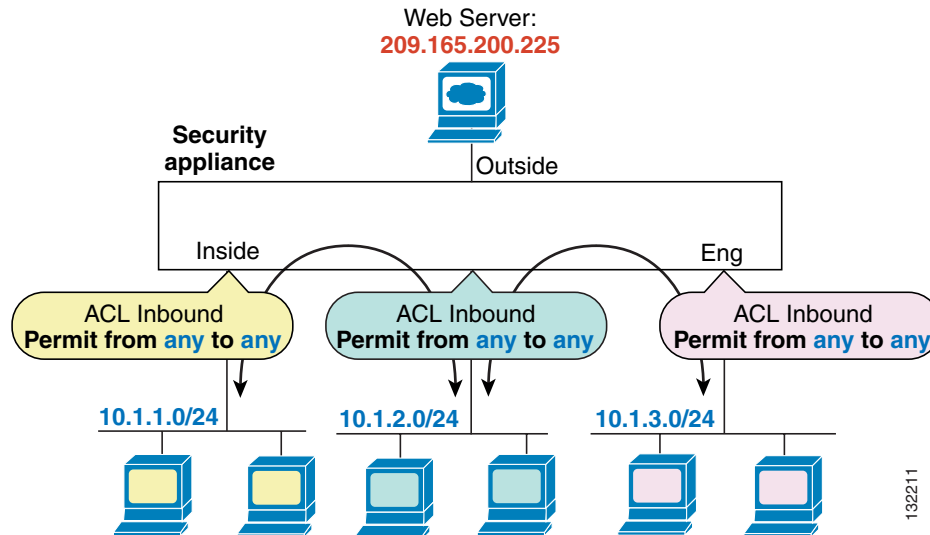 Web Server:
209.165.200.225
Security
appliance
Outside
Inside
Eng
ACL Inbound
Permit from any to any
ACL Inbound
Permit from any to any
ACL Inbound
Permit from any to any
10.1.1.0/24
10.1.2.0/24
10.1.3.0/24
132211